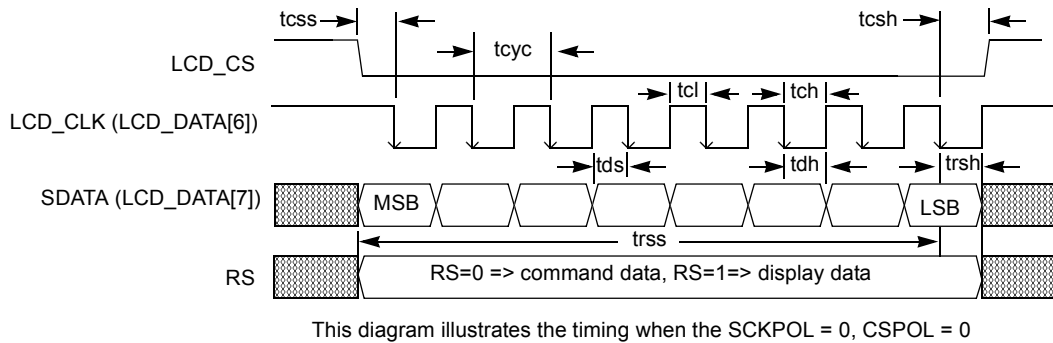 tcss
tcsh
tcyc
LCD_CS
tcl
tch
LCD_CLK (LCD_DATA[6])
tds
tdh
trsh
SDATA (LCD_DATA[7])
MSB
LSB
trss
RS
RS=0 => command data, RS=1=> display data
This diagram illustrates the timing when the SCKPOL = 0, CSPOL = 0